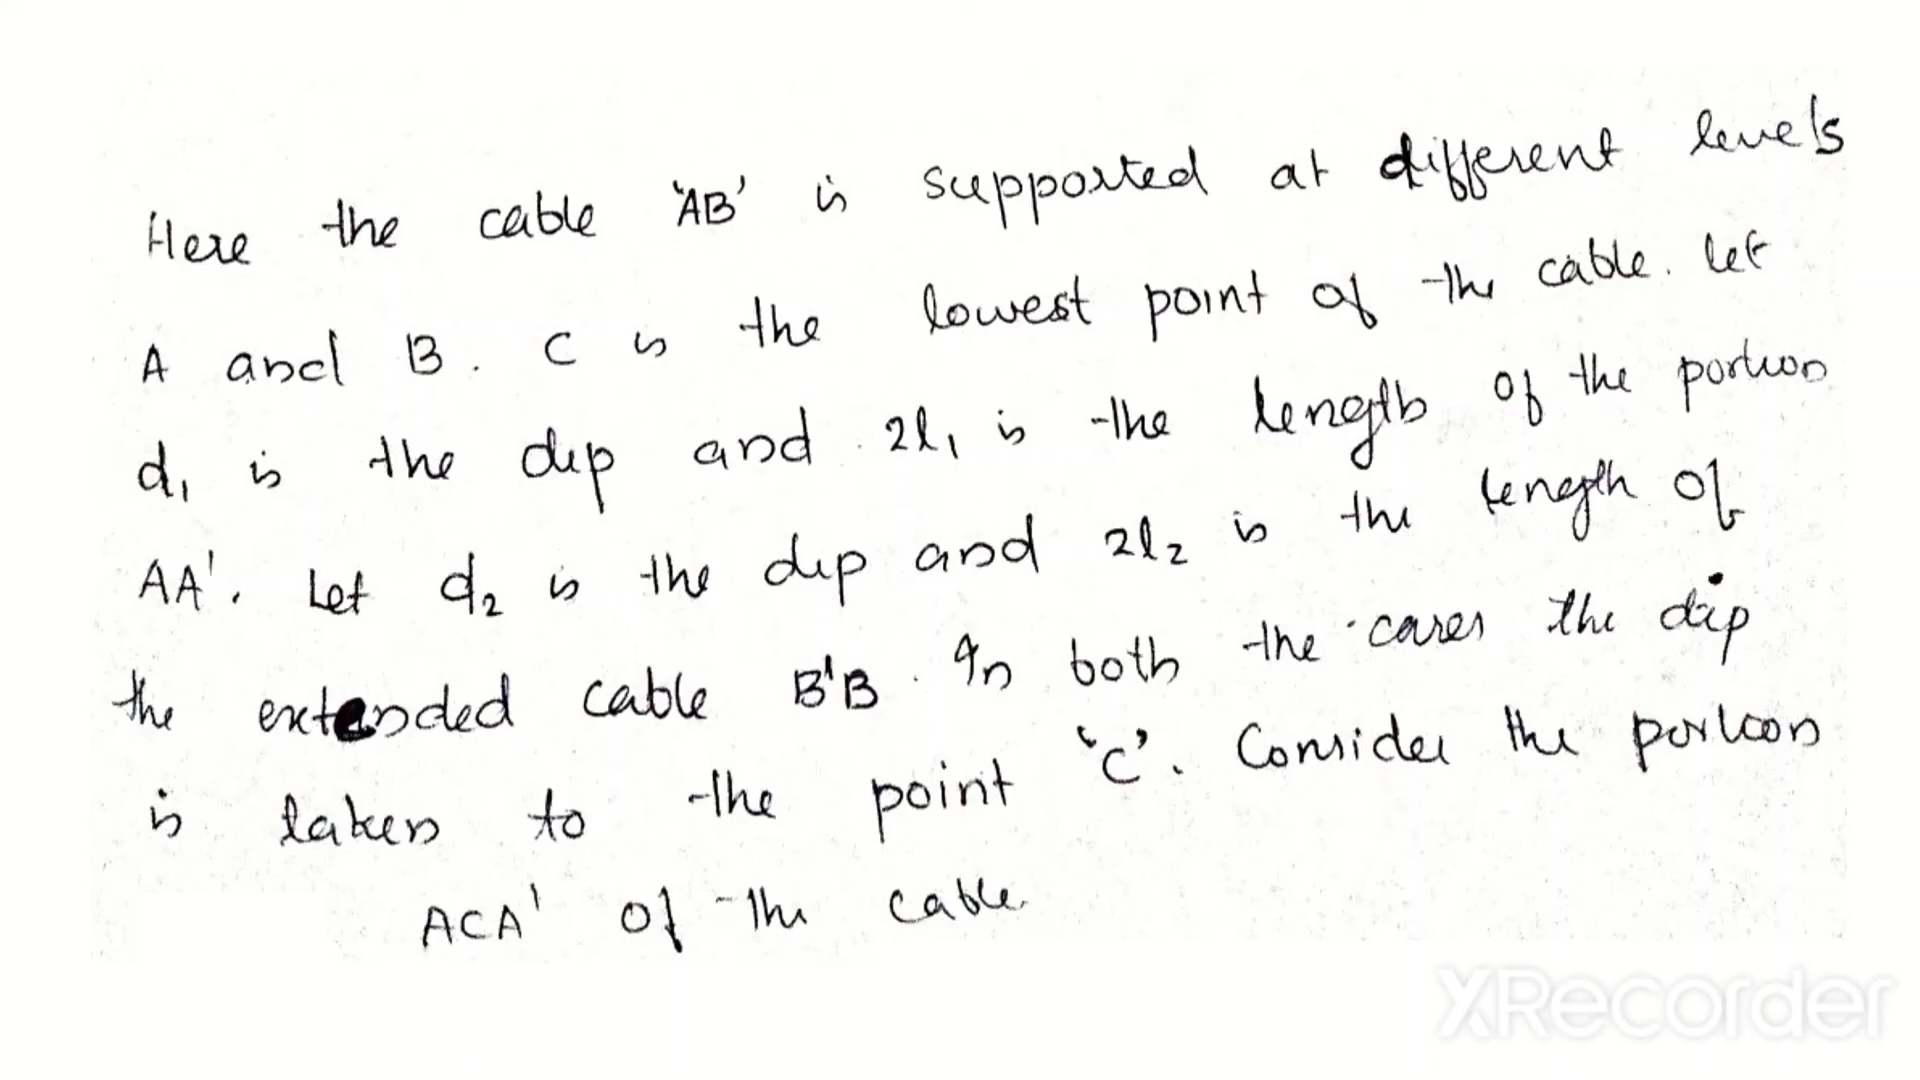 Here the cable 'AB' is supported at different levels
A and B. C is the lowest point of the cable. Let
d₁ is the dip and 2l₁ is the length of the portion
AA'. Let d₂ is the dip and 2l₂ is the length of
the extended cable B'B. In both the cases the dip
is taken to the point 'C'. Consider the portion
ACA' of the cable
XRecorder